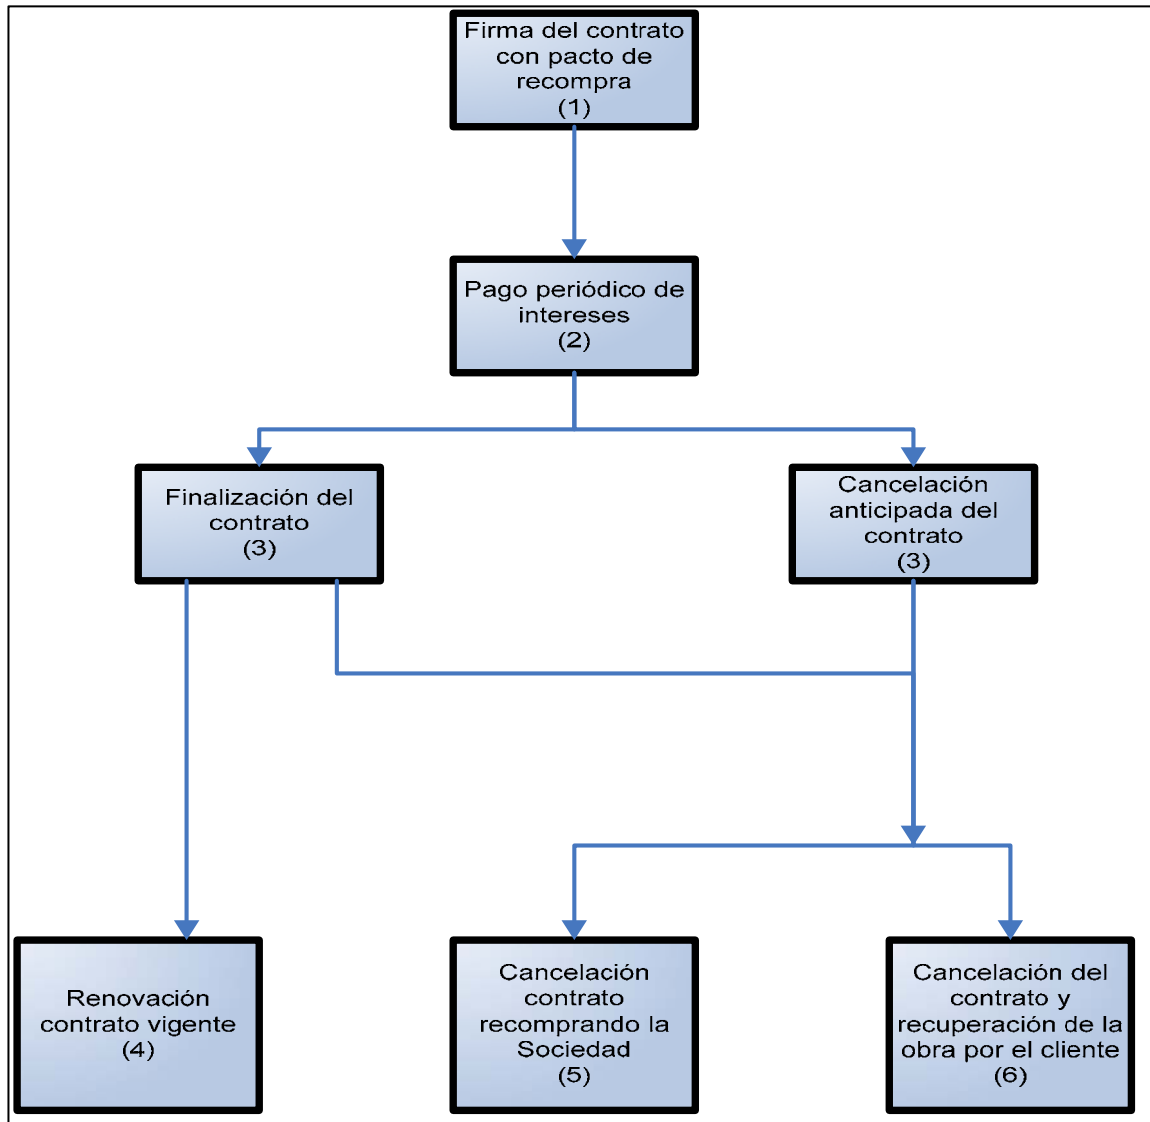 Firma del contrato
con pacto de
recompra
(1)
Pago periódico de
intereses
(2)
Finalización del
contrato
(3)
Cancelación
anticipada del
contrato
(3)
Renovación
contrato vigente
(4)
Cancelación
contrato
recomprando la
Sociedad
(5)
Cancelación del
contrato y
recuperación de la
obra por el cliente
(6)